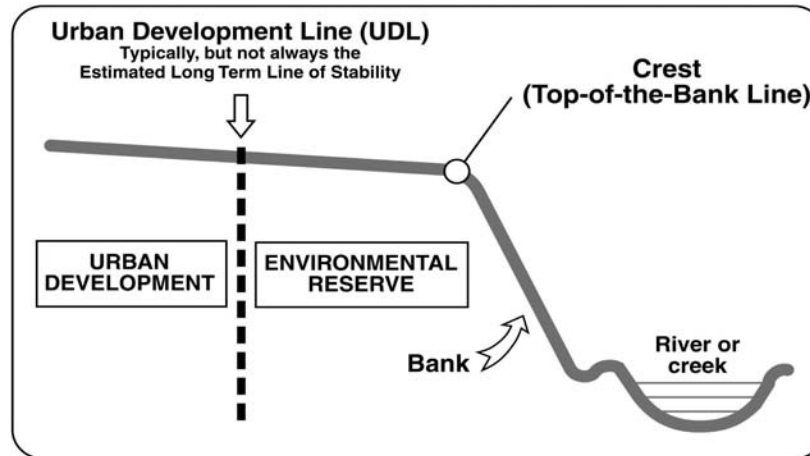 Urban Development Line (UDL)
Typically, but not always the
Estimated Long Term Line of Stability
Crest
(Top-of-the-Bank Line)
URBAN
DEVELOPMENT
ENVIRONMENTAL
RESERVE
Bank
River or
creek